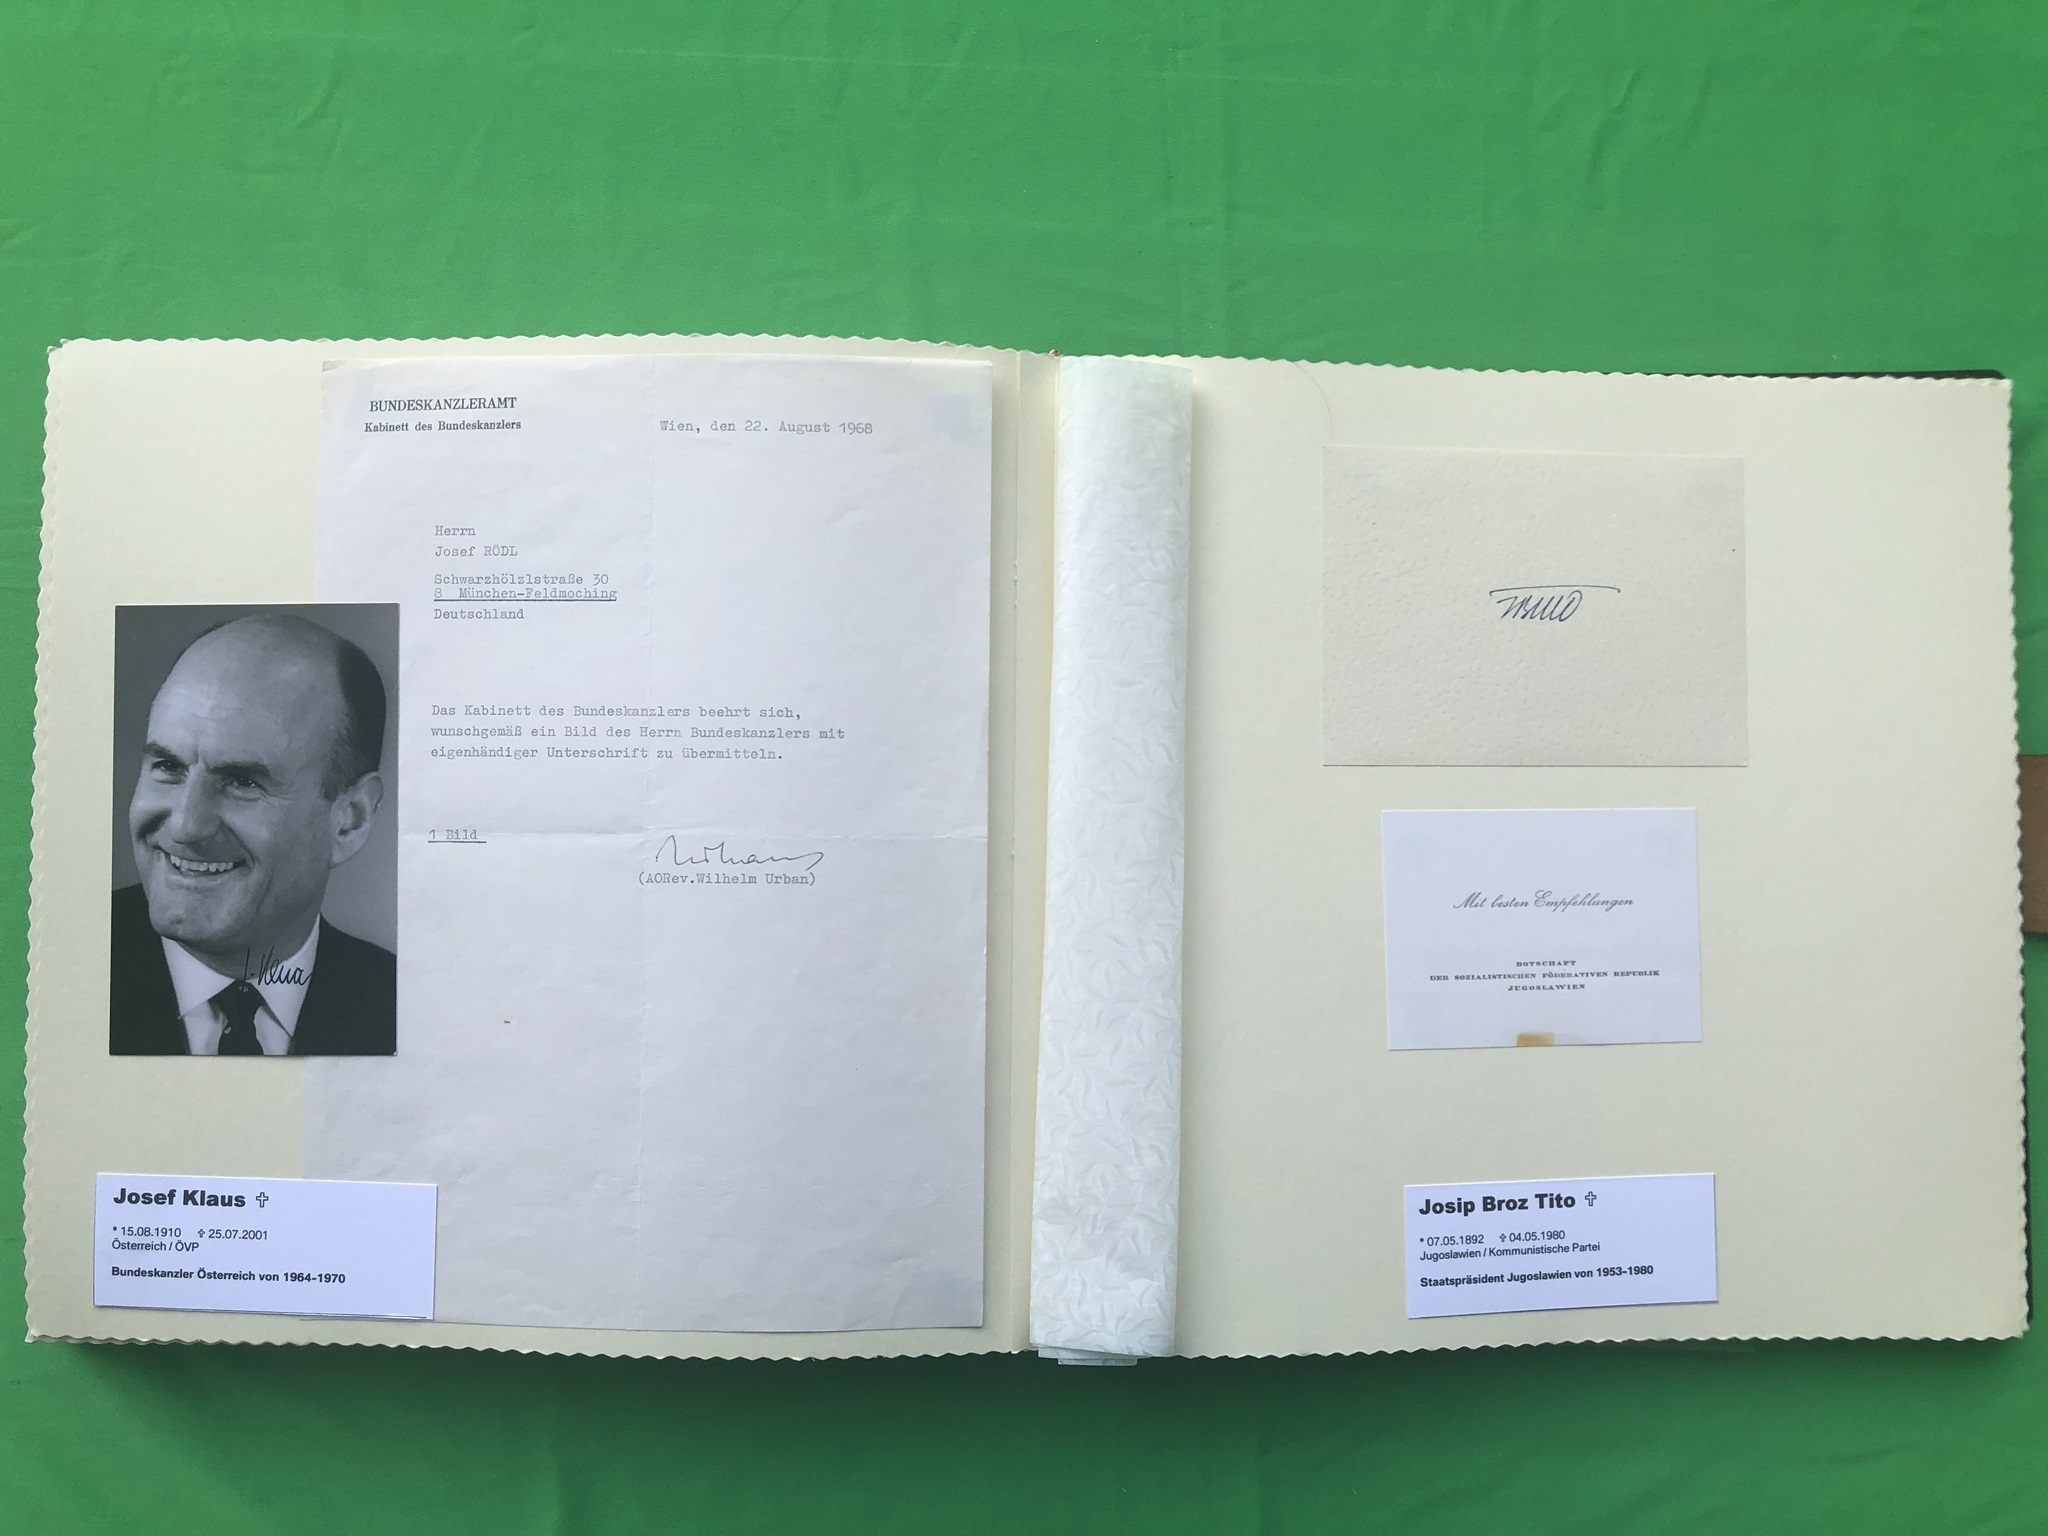 BUNDESKANZLERAMT
Kabinett des Bundeskanzlers
Wien, den 22. August 1968
Herrn
Josef RÖDL
Schwarzhölzlstraße 30
8 München-Feldmoching
Deutschland
Das Kabinett des Bundeskanzlers beehrt sich,
wunschgemäß ein Bild des Herrn Bundeskanzlers mit
eigenhändiger Unterschrift zu übermitteln.
1 Bild
(AORev.Wilhelm Urban)
J. Klaus
Josef Klaus ✞
* 15.08.1910 ✞ 25.07.2001
Österreich / ÖVP
Bundeskanzler Österreich von 1964-1970
Mit besten Empfehlungen
BOTSCHAFT
DER SOZIALISTISCHEN FÖDERATIVEN REPUBLIK
JUGOSLAWIEN
Josip Broz Tito ✞
* 07.05.1892 ✞ 04.05.1980
Jugoslawien / Kommunistische Partei
Staatspräsident Jugoslawien von 1953-1980